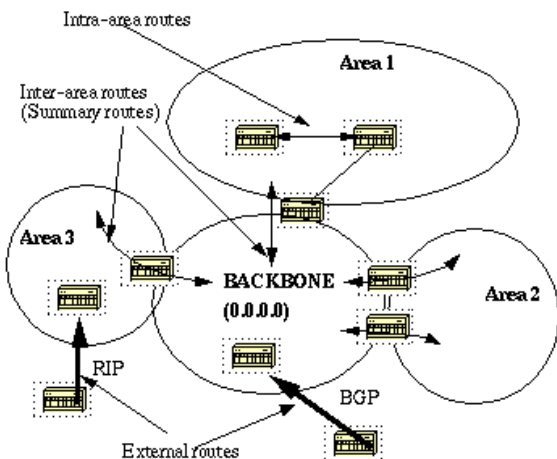 Intra-area routes
Area 1
Inter-area routes
(Summary routes)
Area 3
BACKBONE
(0.0.0.0)
Area 2
RIP
BGP
External routes